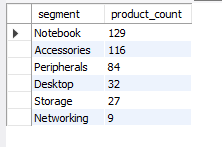 segment product_count
Notebook 129
Accessories 116
Peripherals 84
Desktop 32
Storage 27
Networking 9